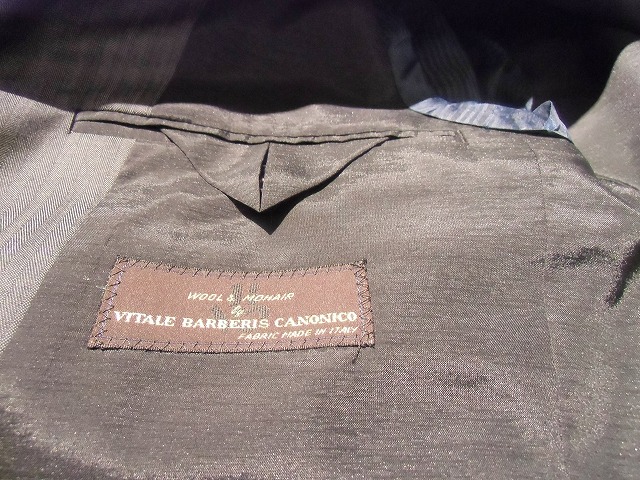 WOOL & MOHAIR
by
VITALE BARBERIS CANONICO
FABRIC MADE IN ITALY